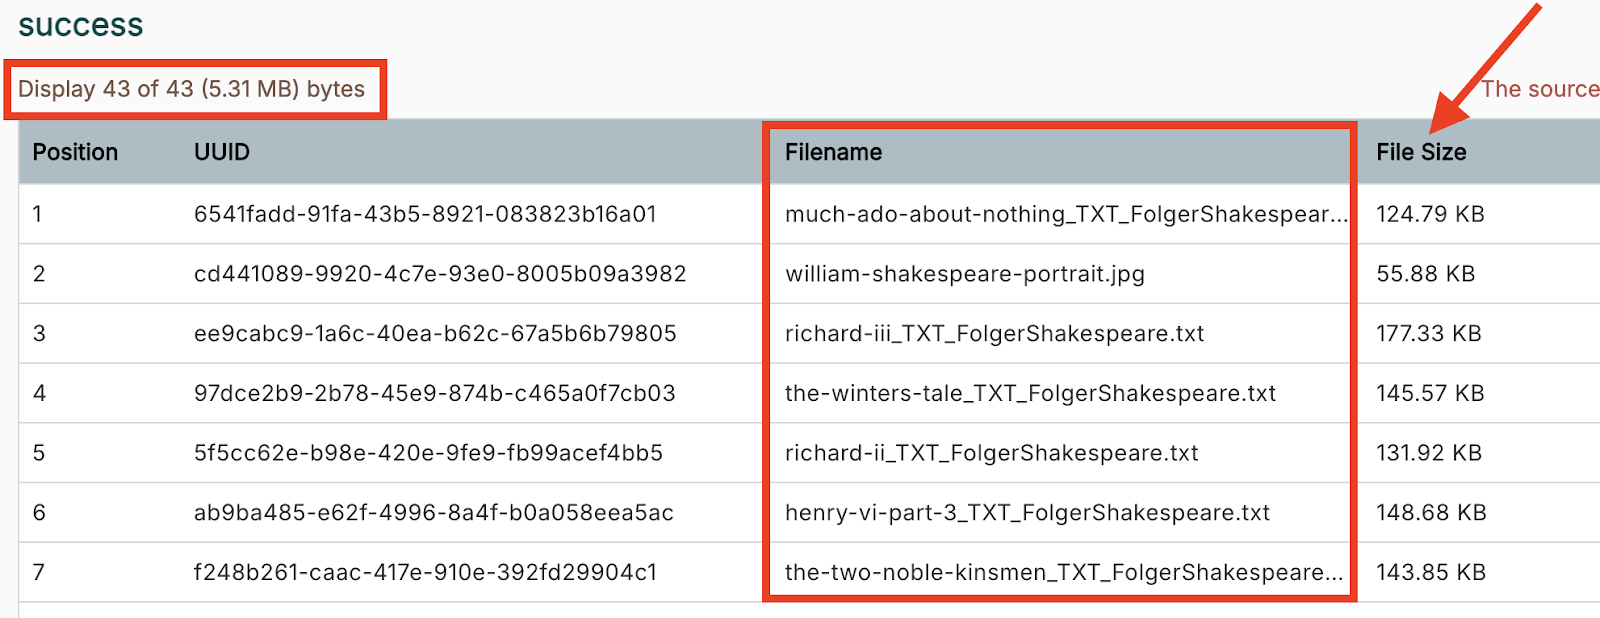 success
Display 43 of 43 (5.31 MB) bytes
The source
Position UUID Filename File Size
1 6541fadd-91fa-43b5-8921-083823b16a01 much-ado-about-nothing_TXT_FolgerShakespear... 124.79 KB
2 cd441089-9920-4c7e-93e0-8005b09a3982 william-shakespeare-portrait.jpg 55.88 KB
3 ee9cabc9-1a6c-40ea-b62c-67a5b6b79805 richard-iii_TXT_FolgerShakespeare.txt 177.33 KB
4 97dce2b9-2b78-45e9-874b-c465a0f7cb03 the-winters-tale_TXT_FolgerShakespeare.txt 145.57 KB
5 5f5cc62e-b98e-420e-9fe9-fb99acef4bb5 richard-ii_TXT_FolgerShakespeare.txt 131.92 KB
6 ab9ba485-e62f-4996-8a4f-b0a058eea5ac henry-vi-part-3_TXT_FolgerShakespeare.txt 148.68 KB
7 f248b261-caac-417e-910e-392fd29904c1 the-two-noble-kinsmen_TXT_FolgerShakespeare... 143.85 KB